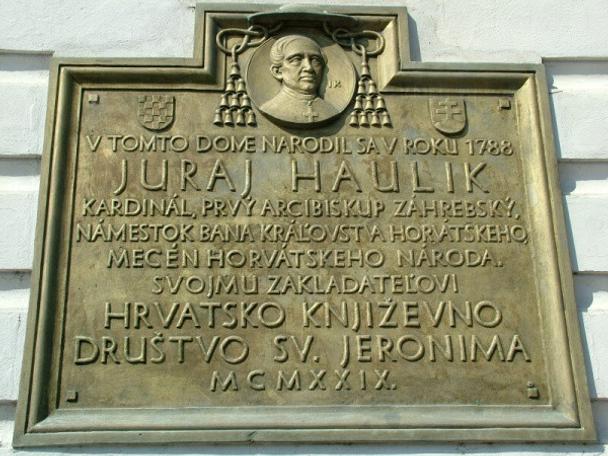 V TOMTO DOME NARODIL SA V ROKU 1788
JURAJ HAULIK
KARDINÁL, PRVÝ ARCIBISKUP ZÁHREBSKÝ,
NÁMESTOK BANA KRÁĽOVSTVA HORVÁTSKEHO,
MECÉN HORVÁTSKEHO NÁRODA.
SVOJMU ZAKLADATEĽOVI
HRVATSKO KNJIŽEVNO
DRUŠTVO SV. JERONIMA
MCMXXIX.